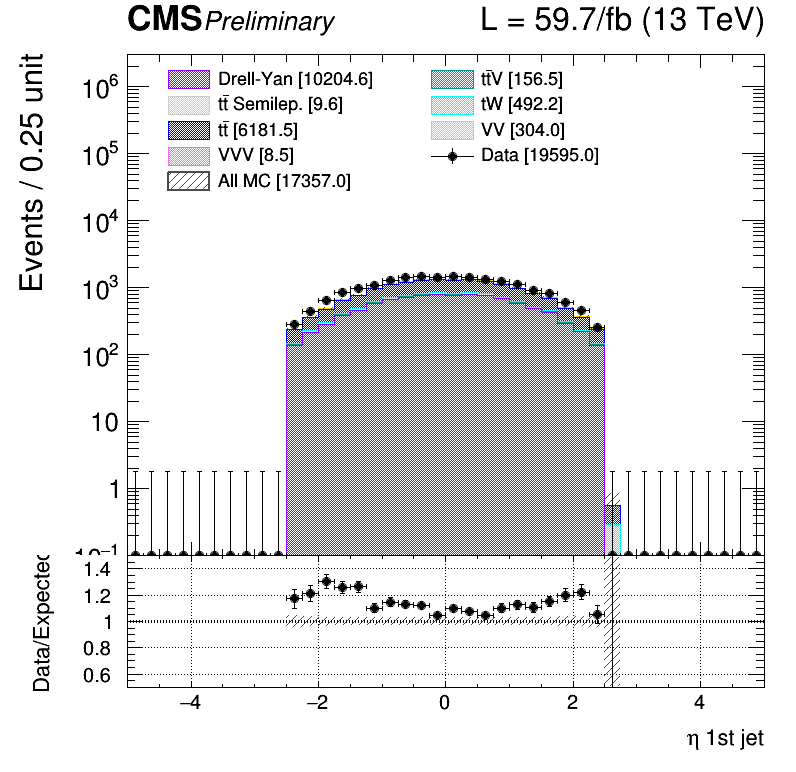 CMS Preliminary L = 59.7/fb (13 TeV)
Events / 0.25 unit
Drell-Yan [10204.6]
tt̄ Semilep. [9.6]
tt̄ [6181.5]
VVV [8.5]
All MC [17357.0]
tt̄V [156.5]
tW [492.2]
VV [304.0]
Data [19595.0]
10⁶
10⁵
10⁴
10³
10²
10
1
10⁻¹
Data/Expected
1.4
1.2
1
0.8
0.6
−4 −2 0 2 4
η 1st jet